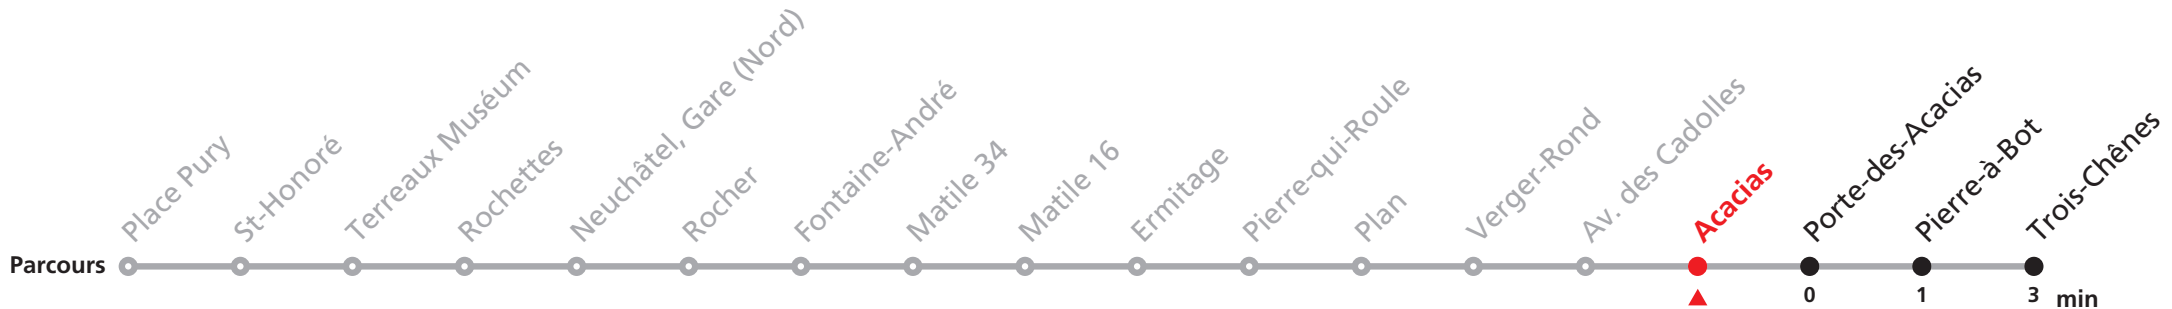 Place Pury
St-Honoré
Terreaux Muséum
Rochettes
Neuchâtel, Gare (Nord)
Rocher
Fontaine-André
Matile 34
Matile 16
Ermitage
Pierre-qui-Roule
Plan
Verger-Rond
Av. des Cadolles
Acacias
Porte-des-Acacias
Pierre-à-Bot
Trois-Chênes
Parcours
0 1 3 min